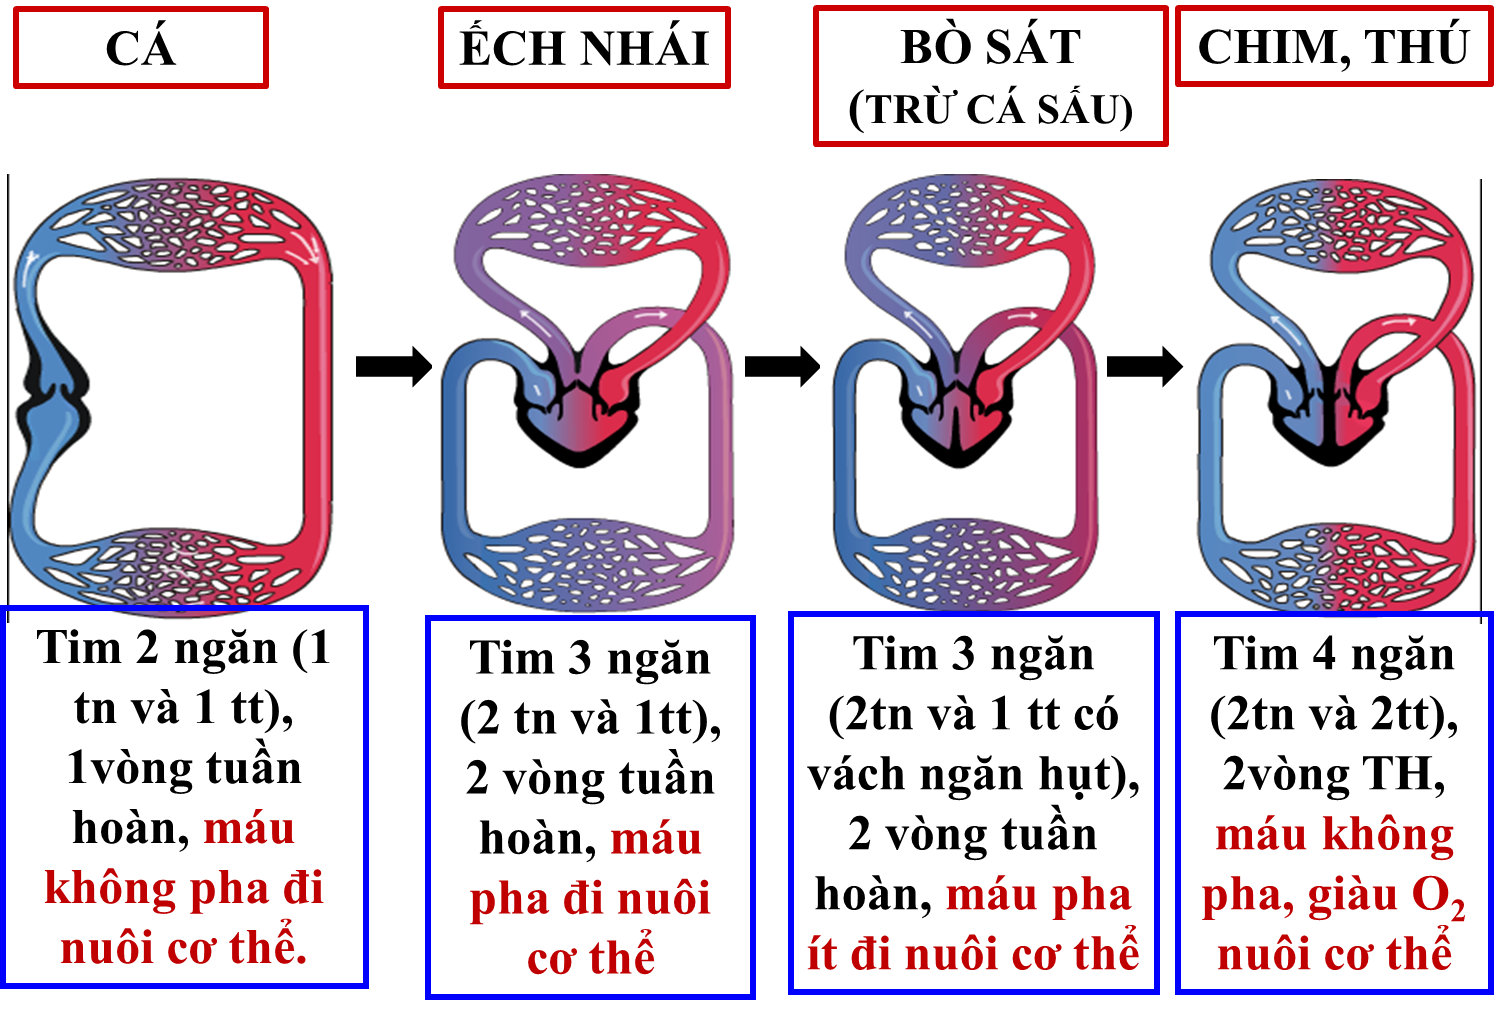 CÁ
ẾCH NHÁI
BÒ SÁT
(TRỪ CÁ SẤU)
CHIM, THÚ
Tim 2 ngăn (1
tn và 1 tt),
1vòng tuần
hoàn, máu
không pha đi
nuôi cơ thể.
Tim 3 ngăn
(2 tn và 1tt),
2 vòng tuần
hoàn, máu
pha đi nuôi
cơ thể
Tim 3 ngăn
(2tn và 1 tt có
vách ngăn hụt),
2 vòng tuần
hoàn, máu pha
ít đi nuôi cơ thể
Tim 4 ngăn
(2tn và 2tt),
2vòng TH,
máu không
pha, giàu O₂
nuôi cơ thể